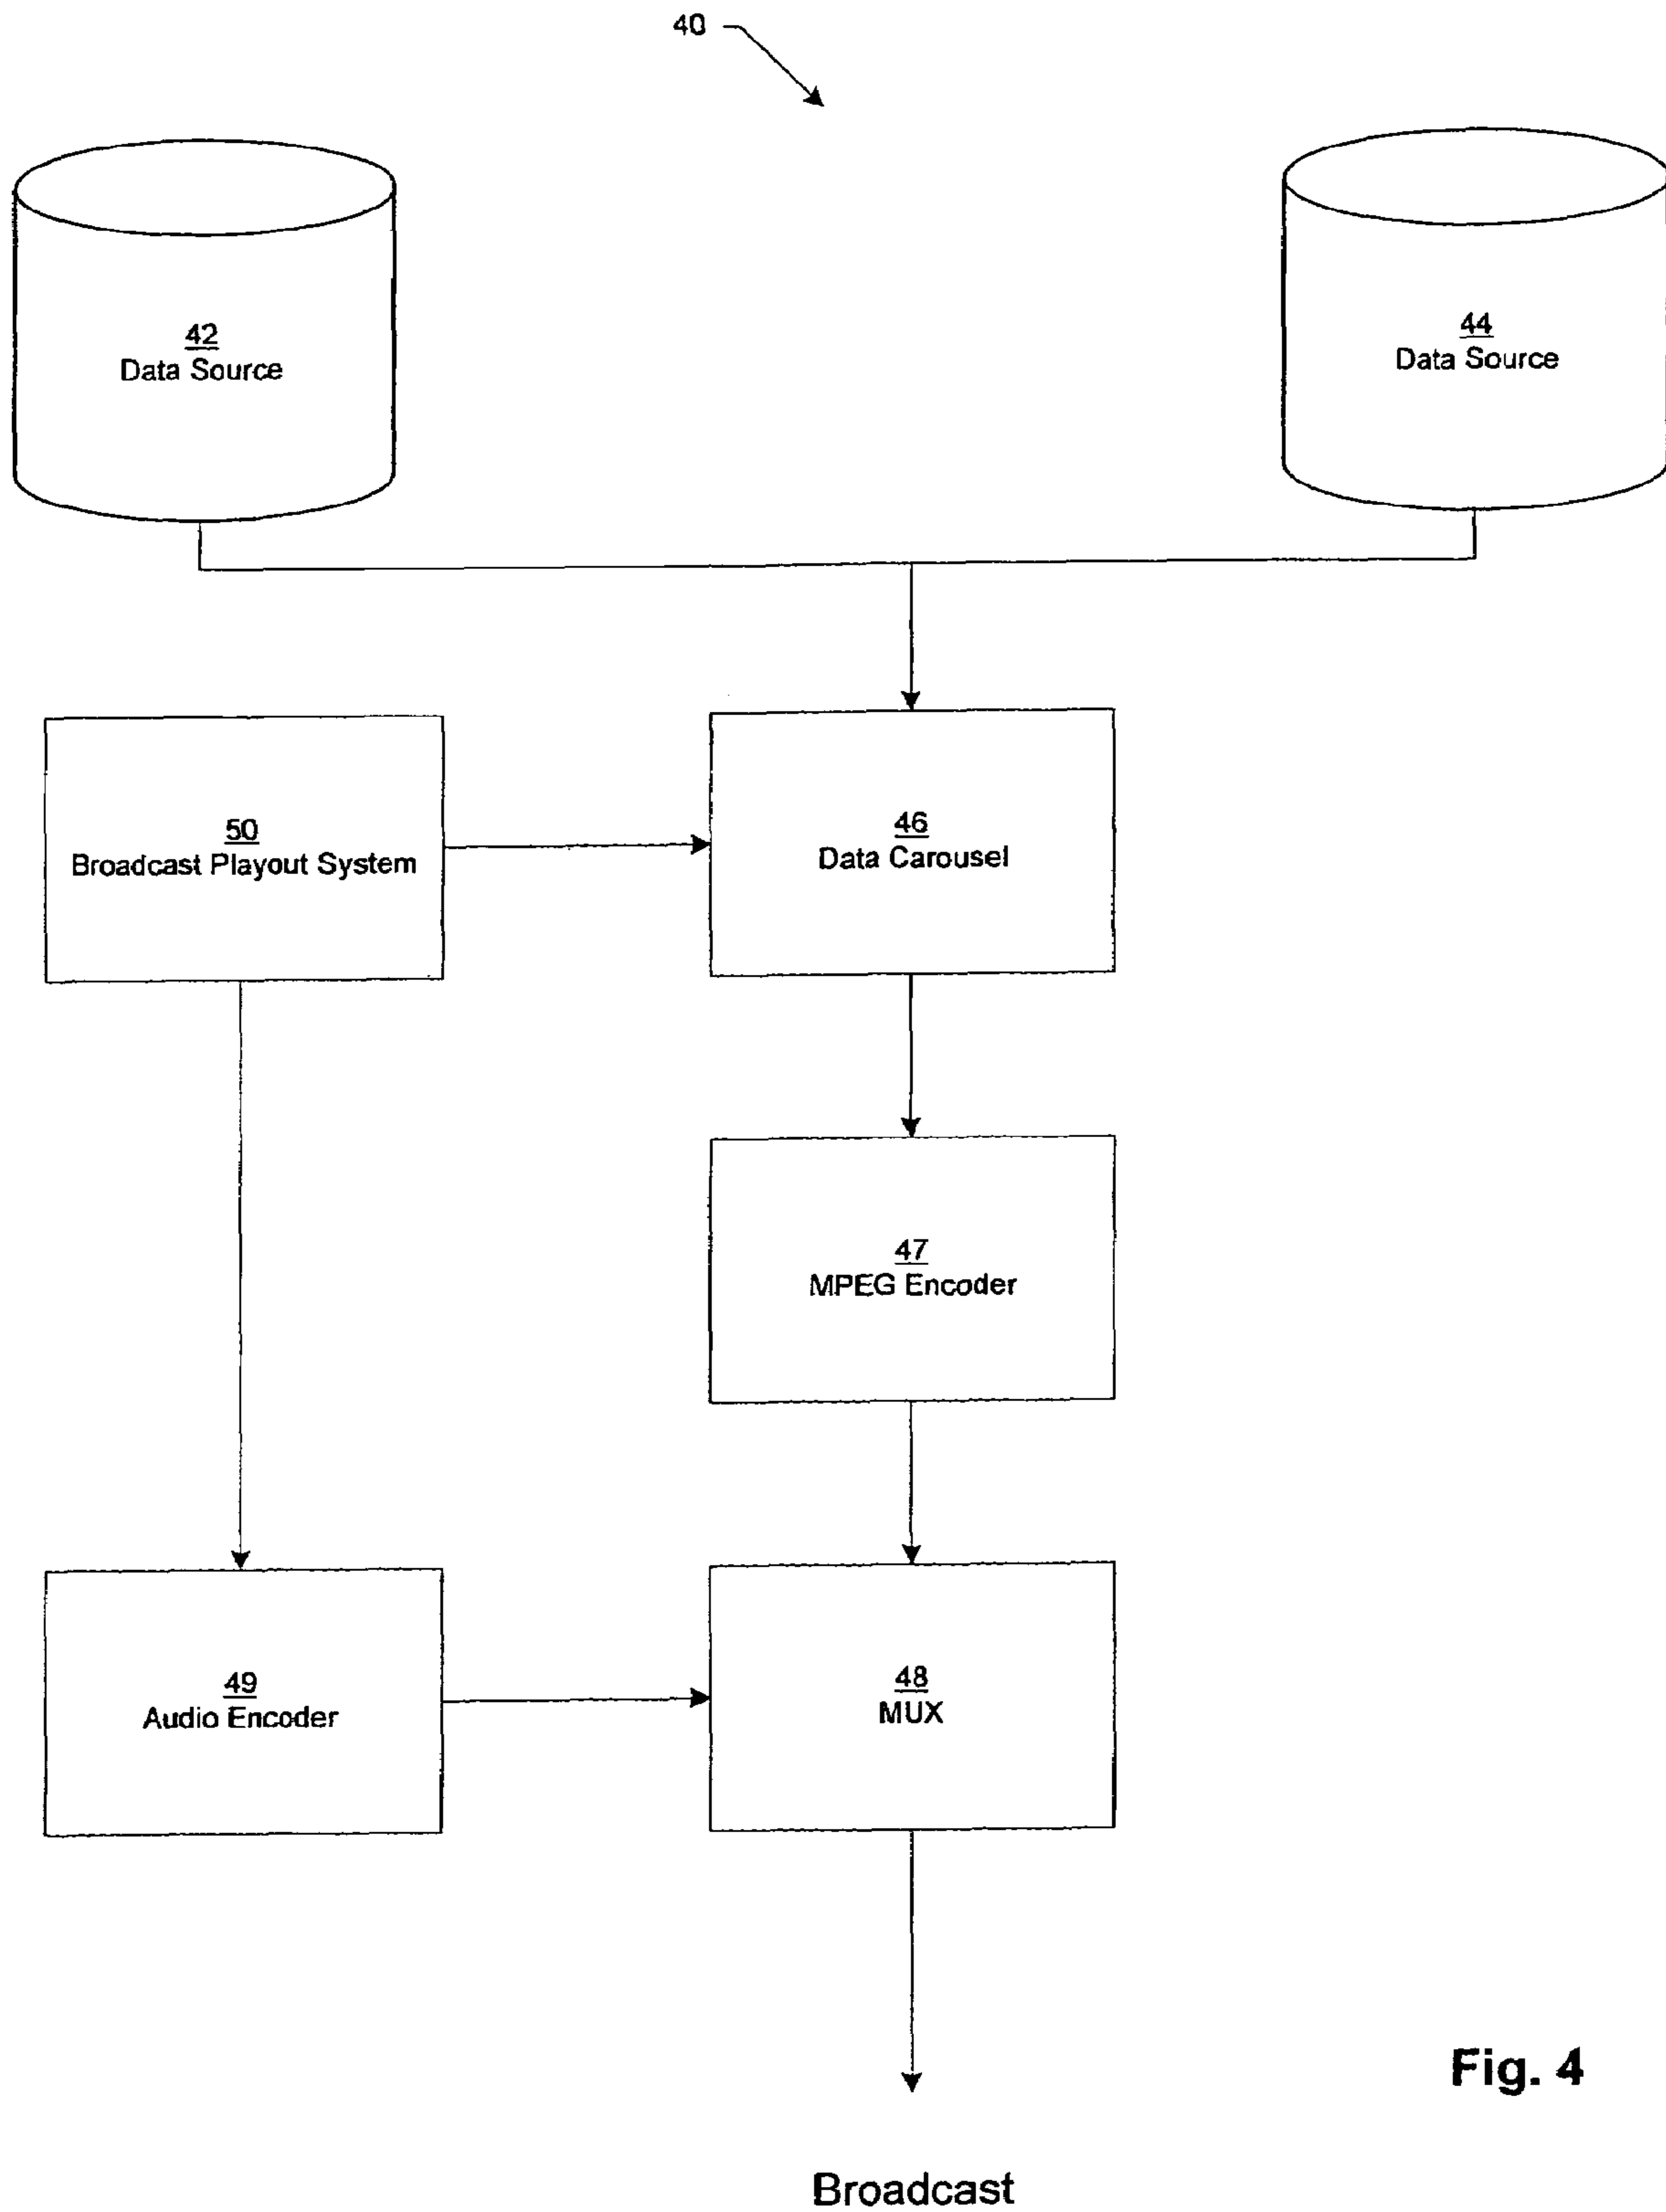 40
42
Data Source
44
Data Source
50
Broadcast Playout System
46
Data Carousel
47
MPEG Encoder
49
Audio Encoder
48
MUX
Fig. 4
Broadcast